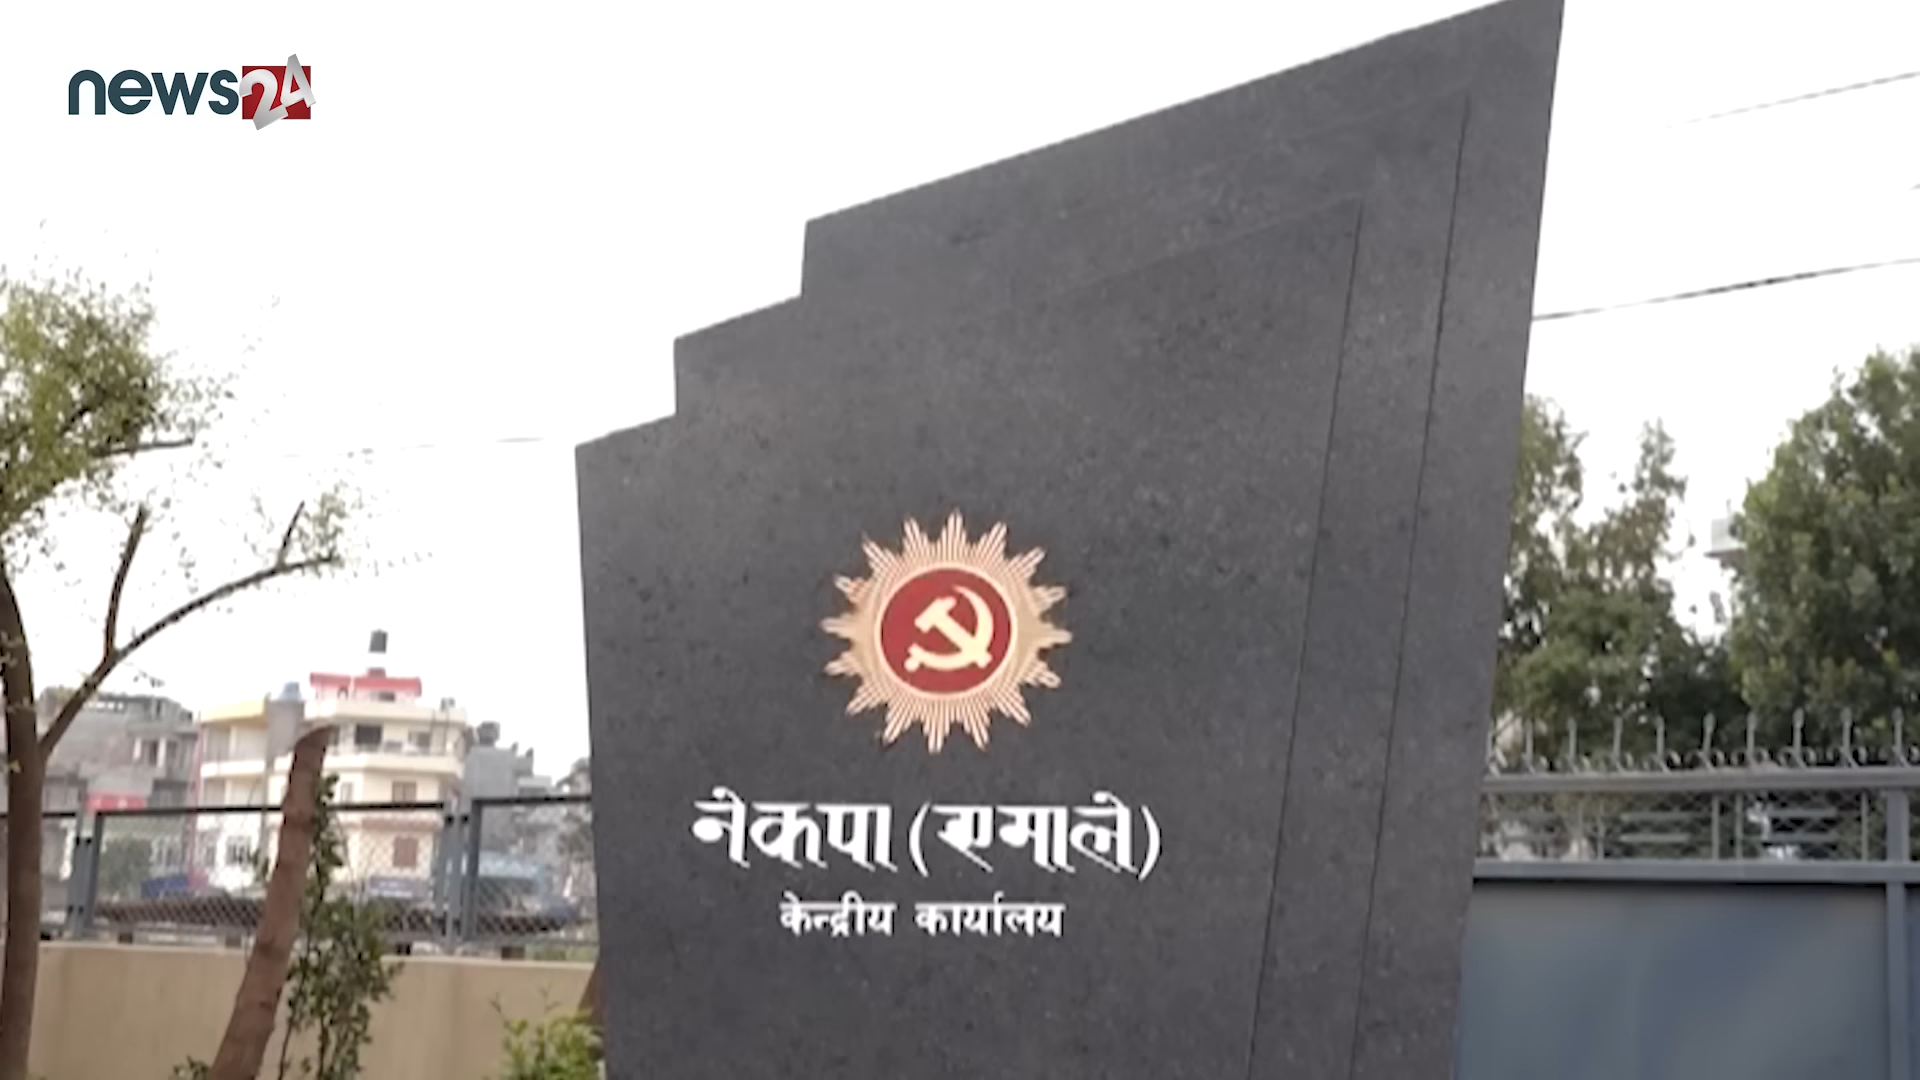 news24
नेकपा (एमाले)
केन्द्रीय कार्यालय